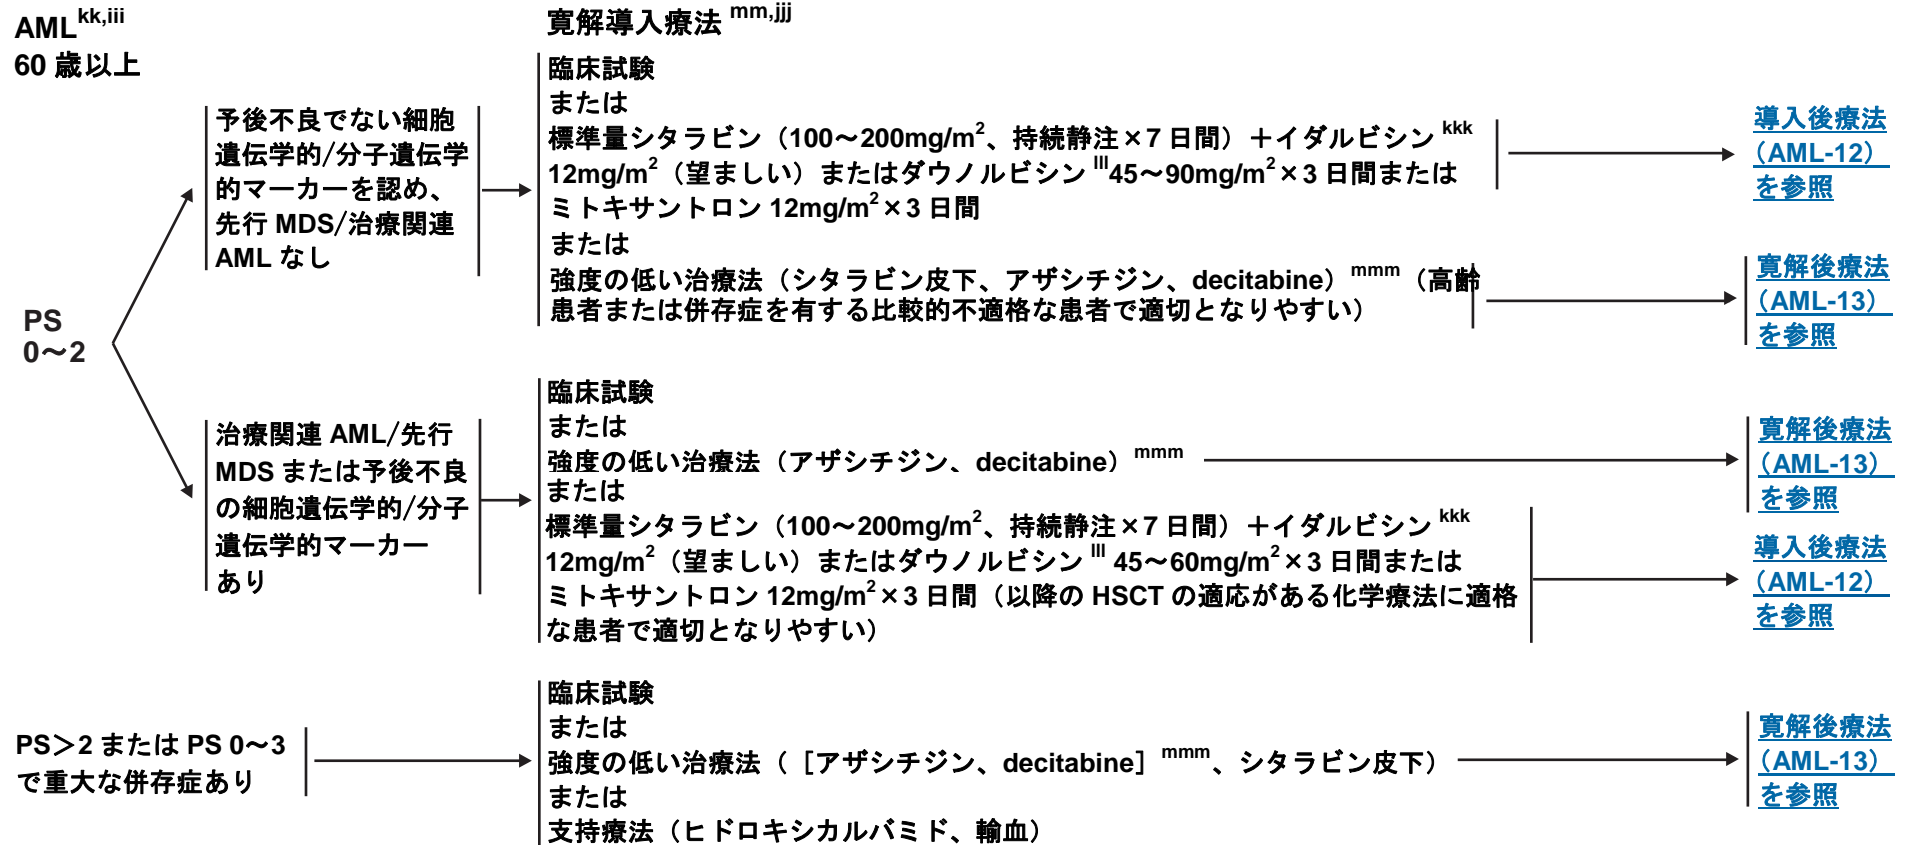 AML kk,iii
60 歳以上
寛解導入療法 mm,jjj
PS
0～2
予後不良でない細胞
遺伝学的/分子遺伝学
的マーカーを認め、
先行 MDS/治療関連
AML なし
臨床試験
または
標準量シタラビン（100～200mg/m2、持続静注×7 日間）＋イダルビシン kkk
12mg/m2（望ましい）またはダウノルビシン lll 45～90mg/m2×3 日間または
ミトキサントロン 12mg/m2×3 日間
または
強度の低い治療法（シタラビン皮下、アザシチジン、decitabine）mmm（高齢
患者または併存症を有する比較的不適格な患者で適切となりやすい）
導入後療法
（AML-12）
を参照
寛解後療法
（AML-13）
を参照
治療関連 AML/先行
MDS または予後不良
の細胞遺伝学的/分子
遺伝学的マーカー
あり
臨床試験
または
強度の低い治療法（アザシチジン、decitabine）mmm
または
標準量シタラビン（100～200mg/m2、持続静注×7 日間）＋イダルビシン kkk
12mg/m2（望ましい）またはダウノルビシン lll 45～60mg/m2×3 日間または
ミトキサントロン 12mg/m2×3 日間（以降の HSCT の適応がある化学療法に適格
な患者で適切となりやすい）
寛解後療法
（AML-13）
を参照
導入後療法
（AML-12）
を参照
PS＞2 または PS 0～3
で重大な併存症あり
臨床試験
または
強度の低い治療法（［アザシチジン、decitabine］mmm、シタラビン皮下）
または
支持療法（ヒドロキシカルバミド、輸血）
寛解後療法
（AML-13）
を参照